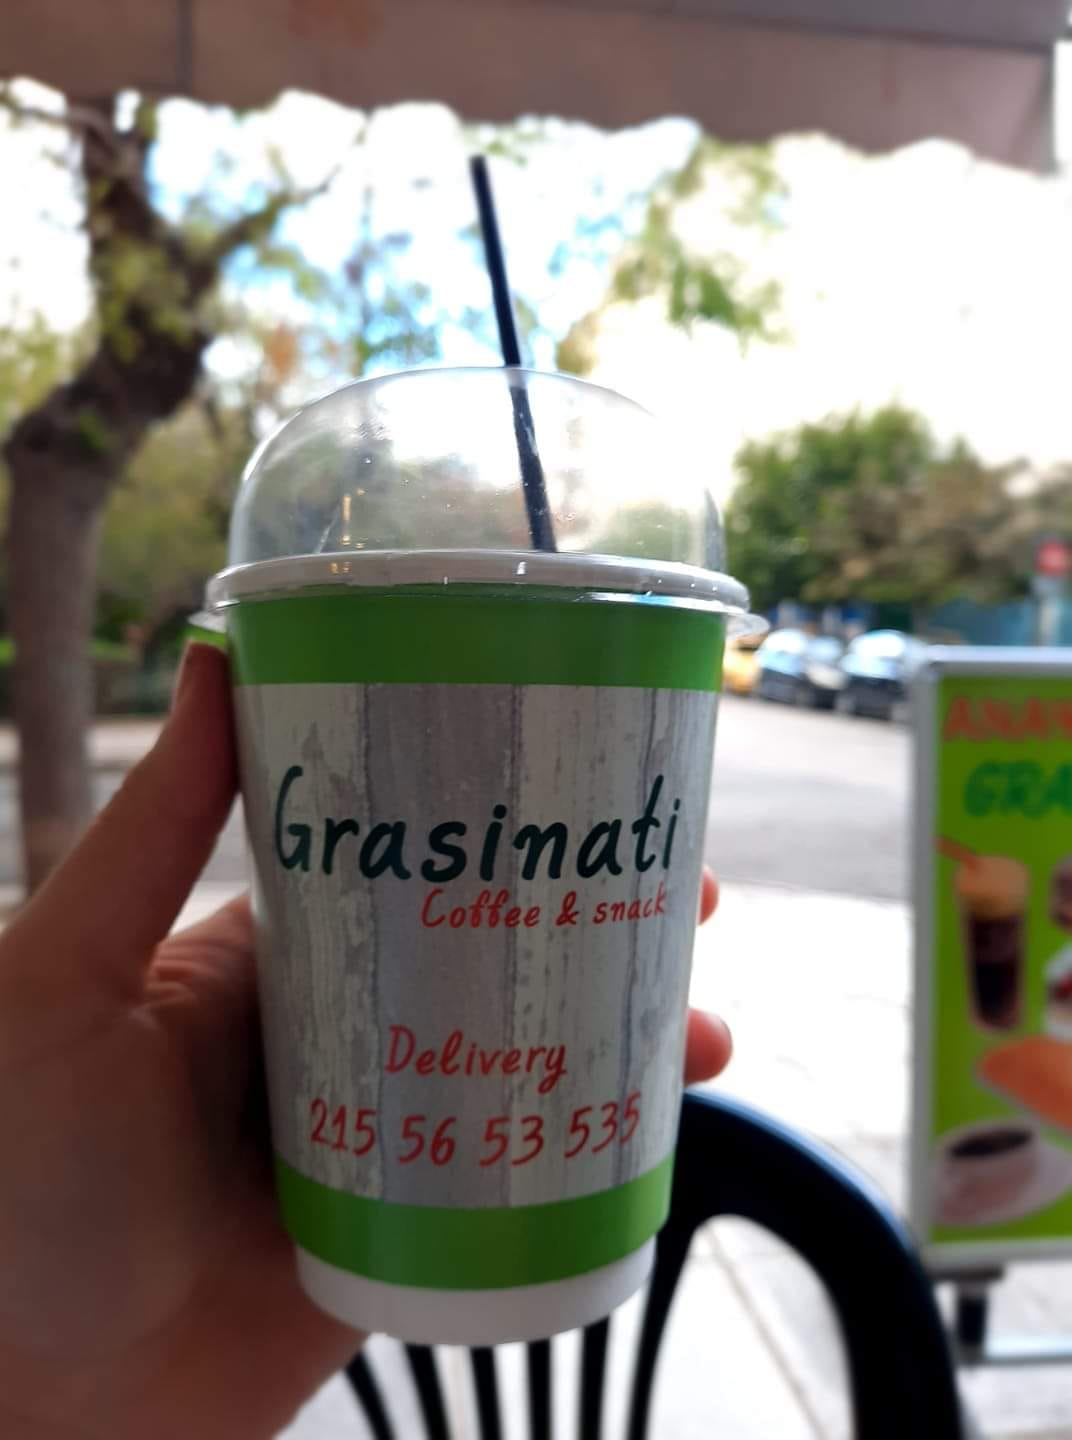 Grasinati
Coffee & snack
Delivery
215 56 53 535